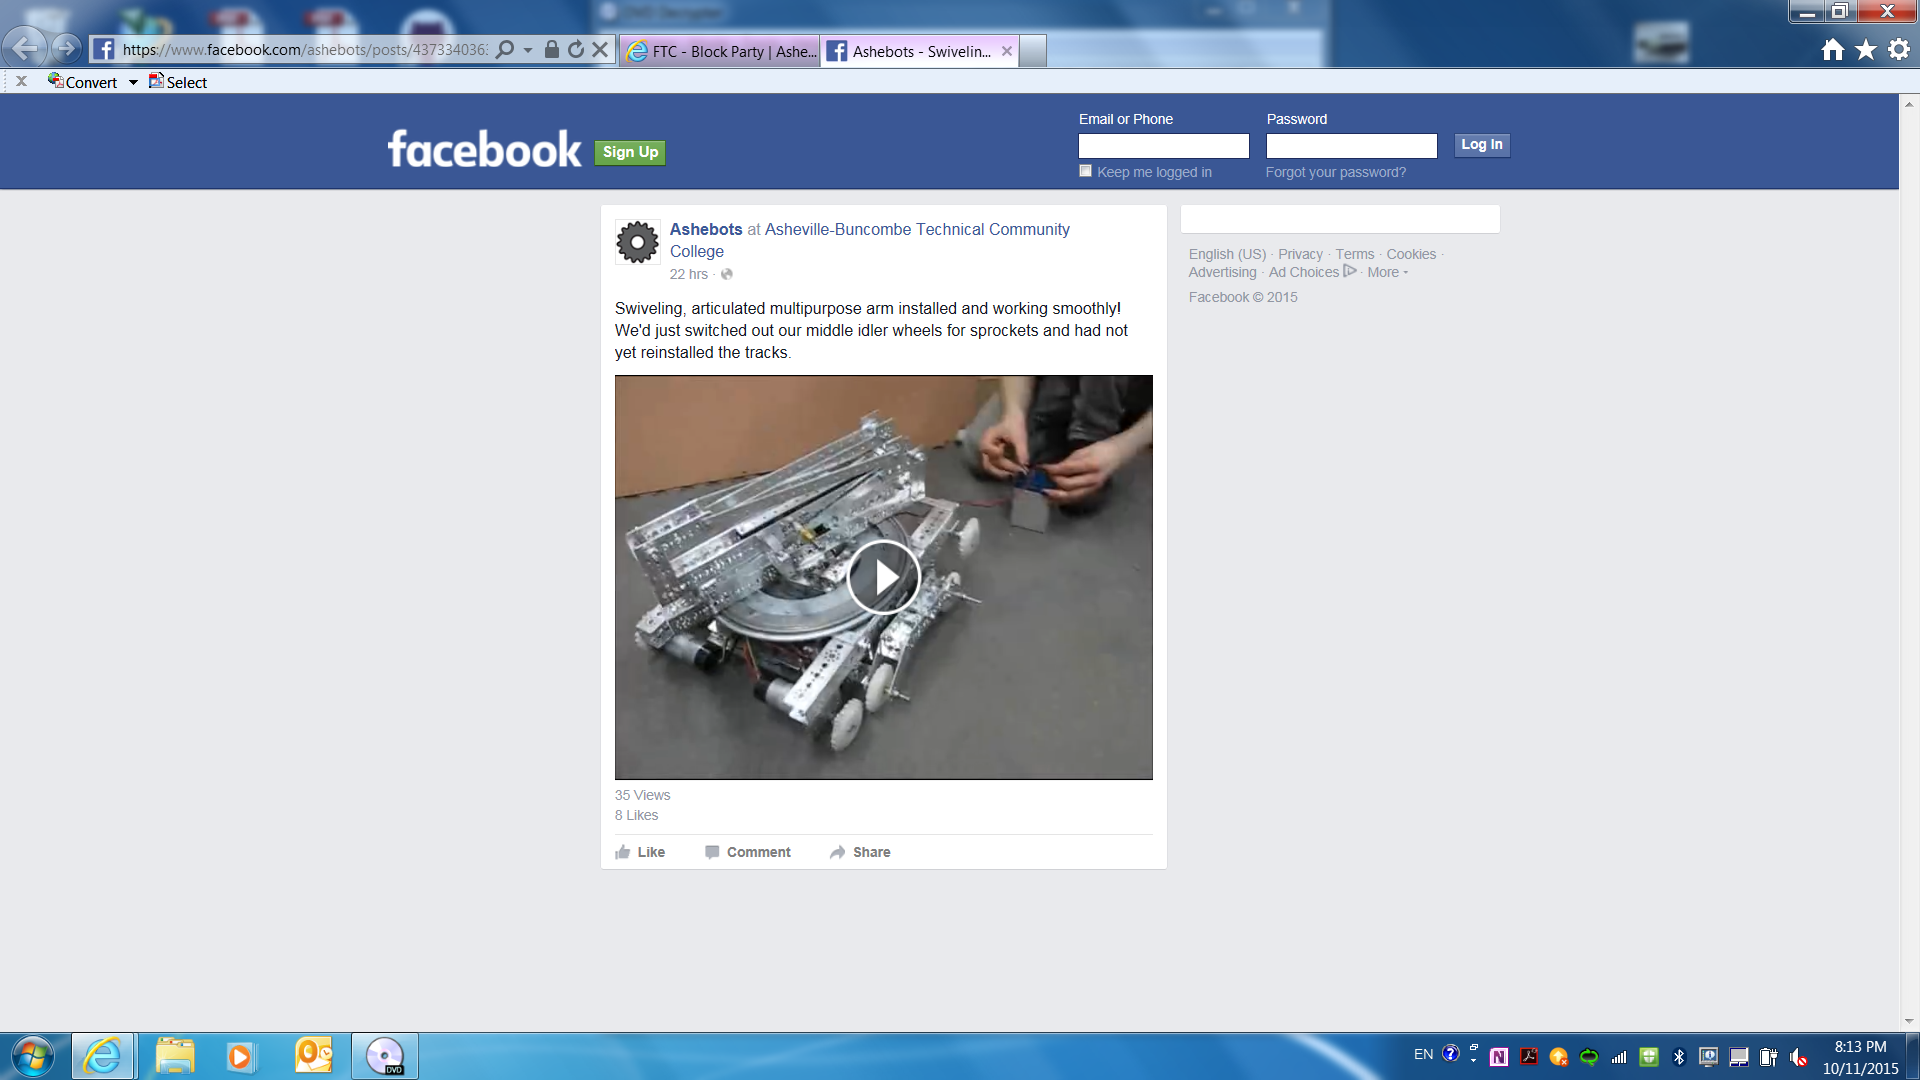 https://www.facebook.com/ashebots/posts/437334036:
FTC - Block Party | Ashe...
Ashebots - Swivelin...
Convert
Select
facebook
Sign Up
Email or Phone
Password
Log In
Keep me logged in
Forgot your password?
Ashebots at Asheville-Buncombe Technical Community
College
22 hrs ·
Swiveling, articulated multipurpose arm installed and working smoothly!
We'd just switched out our middle idler wheels for sprockets and had not
yet reinstalled the tracks.
35 Views
8 Likes
Like
Comment
Share
English (US) · Privacy · Terms · Cookies ·
Advertising · Ad Choices · More
Facebook © 2015
DVD
EN
8:13 PM
10/11/2015